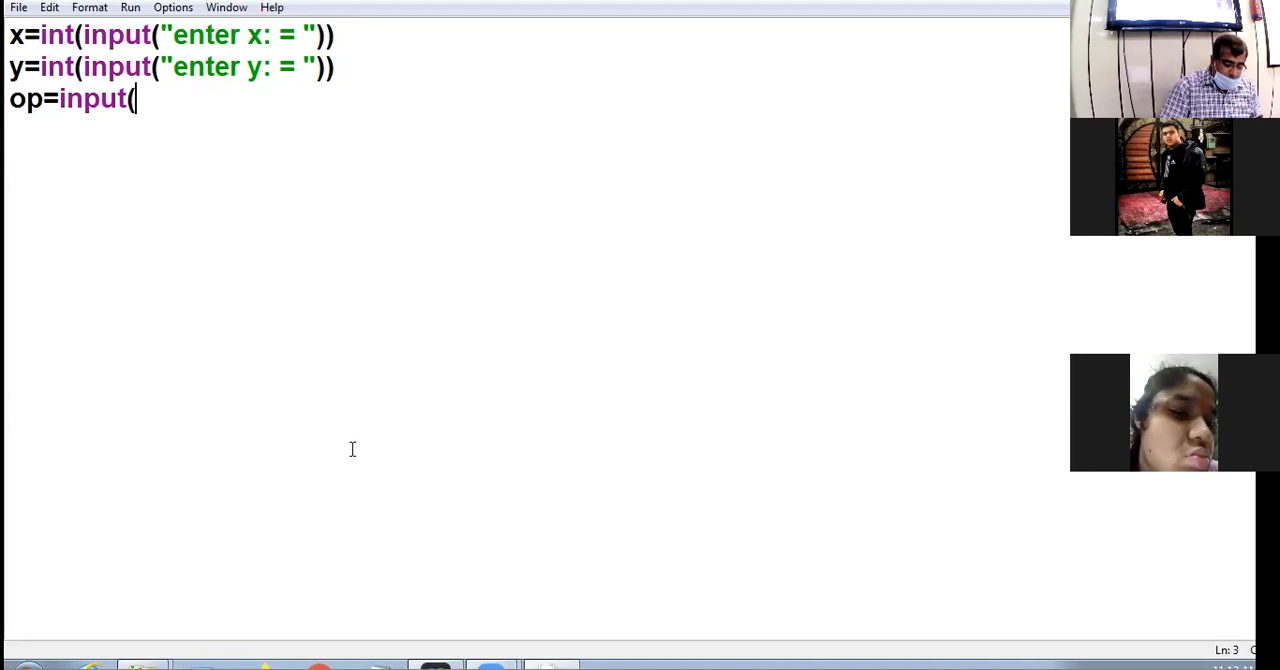 File Edit Format Run Options Window Help
x=int(input("enter x: = "))
y=int(input("enter y: = "))
op=input(
Ln: 3